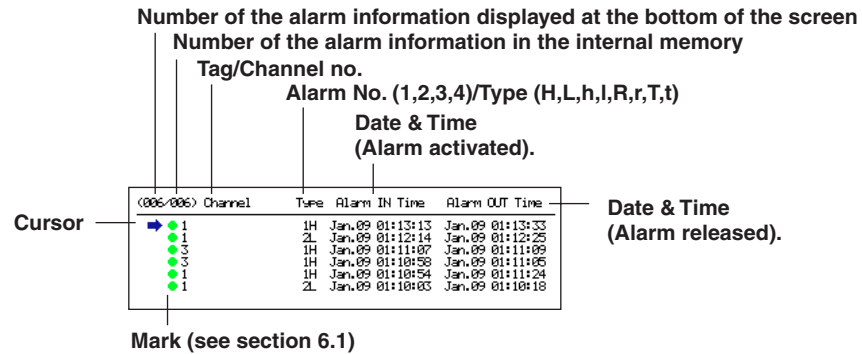 Number of the alarm information displayed at the bottom of the screen
Number of the alarm information in the internal memory
Tag/Channel no.
Alarm No. (1,2,3,4)/Type (H,L,h,l,R,r,T,t)
Date & Time
(Alarm activated).
(006/006) Channel Type Alarm IN Time Alarm OUT Time
1 1H Jan.09 01:13:13 Jan.09 01:13:33
1 2L Jan.09 01:12:14 Jan.09 01:12:25
3 1H Jan.09 01:11:07 Jan.09 01:11:09
3 1H Jan.09 01:10:58 Jan.09 01:11:05
1 1H Jan.09 01:10:54 Jan.09 01:11:24
1 2L Jan.09 01:10:03 Jan.09 01:10:18
Cursor
Date & Time
(Alarm released).
Mark (see section 6.1)